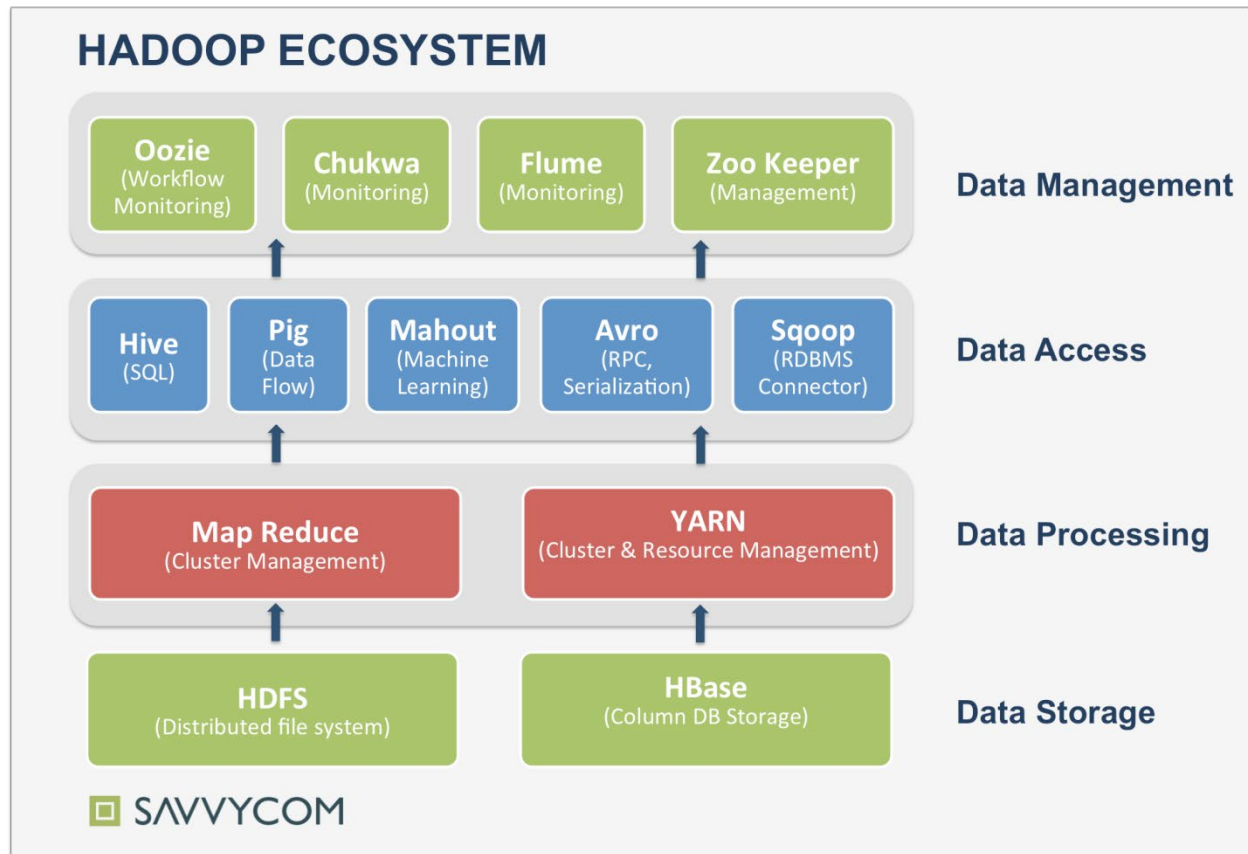 HADOOP ECOSYSTEM
Oozie
(Workflow
Monitoring)
Chukwa
(Monitoring)
Flume
(Monitoring)
Zoo Keeper
(Management)
Data Management
Hive
(SQL)
Pig
(Data
Flow)
Mahout
(Machine
Learning)
Avro
(RPC,
Serialization)
Sqoop
(RDBMS
Connector)
Data Access
Map Reduce
(Cluster Management)
YARN
(Cluster & Resource Management)
Data Processing
HDFS
(Distributed file system)
HBase
(Column DB Storage)
Data Storage
SAVVYCOM